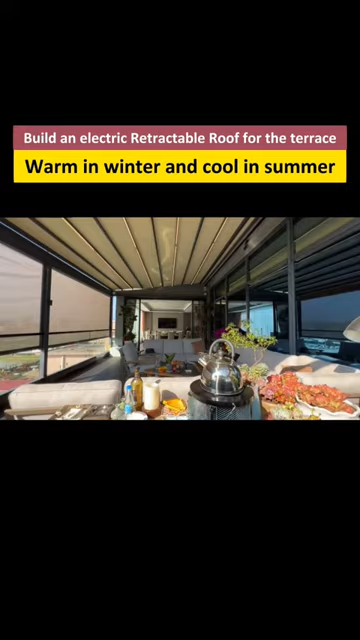 Build an electric Retractable Roof for the terrace
Warm in winter and cool in summer